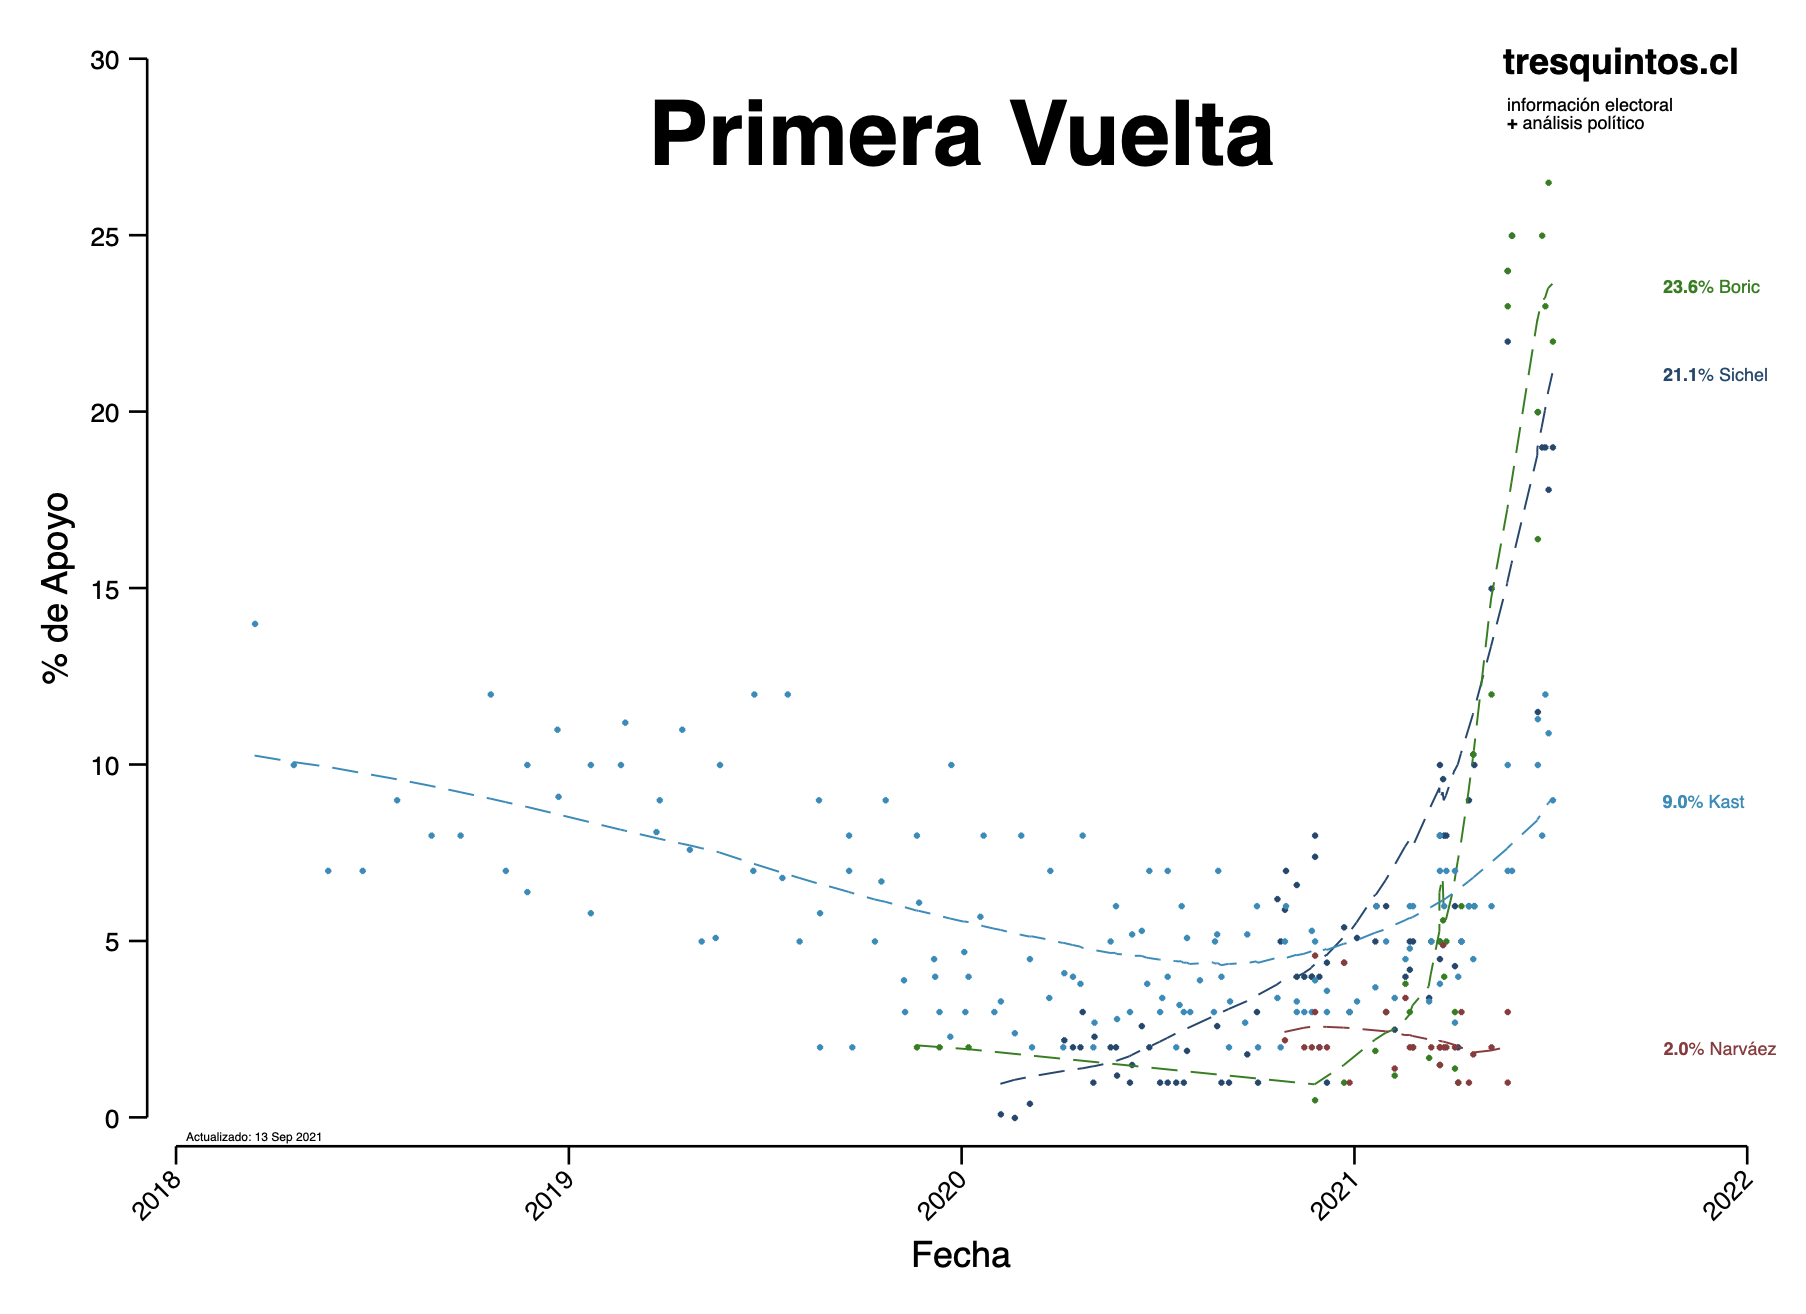 Primera Vuelta
tresquintos.cl
información electoral
+ análisis político
30
25
20
15
10
5
0
% de Apoyo
23.6% Boric
21.1% Sichel
9.0% Kast
2.0% Narváez
Actualizado: 13 Sep 2021
2018
2019
2020
2021
2022
Fecha